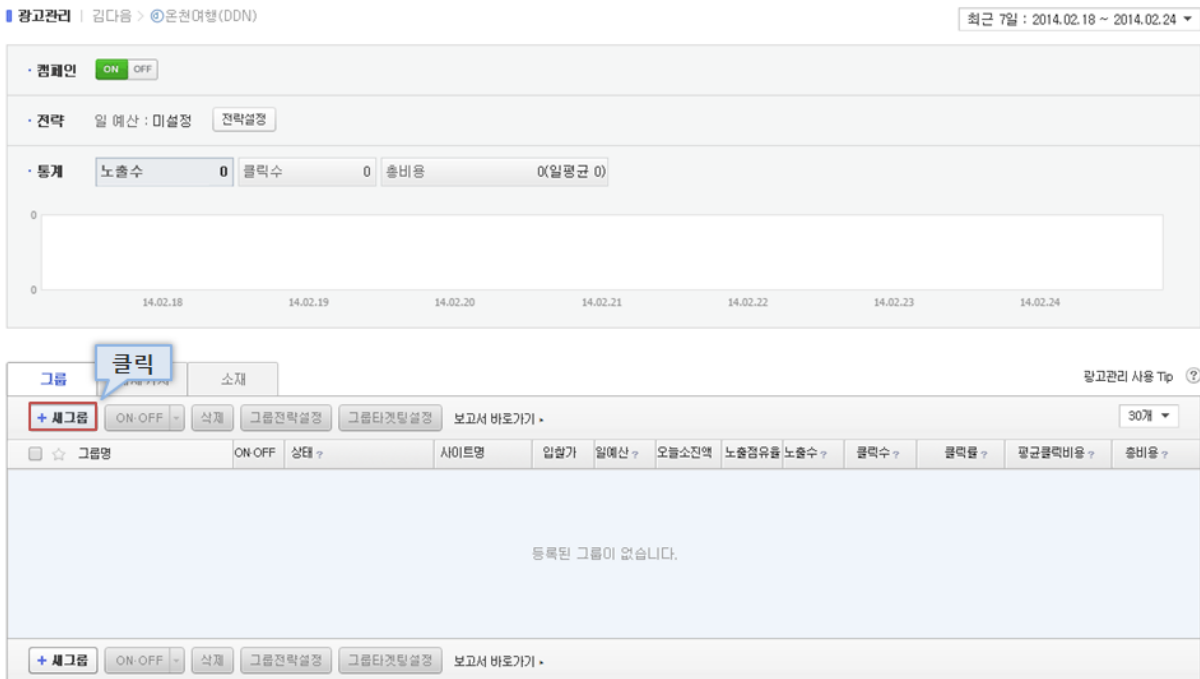 광고관리 | 김다음 > ⓓ온천여행(DDN)
최근 7일 : 2014.02.18 ~ 2014.02.24
· 캠페인 ON OFF
· 전략 일 예산 : 미설정 전략설정
· 통계 노출수 0 클릭수 0 총비용 0(일평균 0)
0
0
14.02.18 14.02.19 14.02.20 14.02.21 14.02.22 14.02.23 14.02.24
클릭
그룹 소재
광고관리 사용 Tip ?
+ 새그룹 ON·OFF 삭제 그룹전략설정 그룹타겟팅설정 보고서 바로가기 30개
그룹명 ON·OFF 상태 ? 사이트명 입찰가 일예산 ? 오늘소진액 노출점유율 노출수 ? 클릭수 ? 클릭률 ? 평균클릭비용 ? 총비용 ?
등록된 그룹이 없습니다.
+ 새그룹 ON·OFF 삭제 그룹전략설정 그룹타겟팅설정 보고서 바로가기